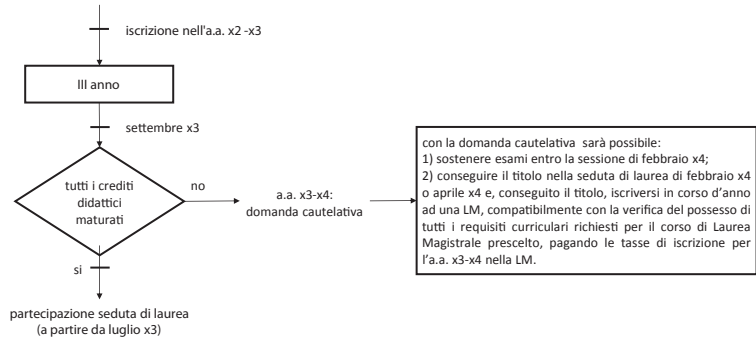 iscrizione nell'a.a. x2 -x3
III anno
settembre x3
tutti i crediti
didattici
maturati
no
a.a. x3-x4:
domanda cautelativa
con la domanda cautelativa sarà possibile:
1) sostenere esami entro la sessione di febbraio x4;
2) conseguire il titolo nella seduta di laurea di febbraio x4
o aprile x4 e, conseguito il titolo, iscriversi in corso d'anno
ad una LM, compatibilmente con la verifica del possesso di
tutti i requisiti curriculari richiesti per il corso di Laurea
Magistrale prescelto, pagando le tasse di iscrizione per
l'a.a. x3-x4 nella LM.
si
partecipazione seduta di laurea
(a partire da luglio x3)